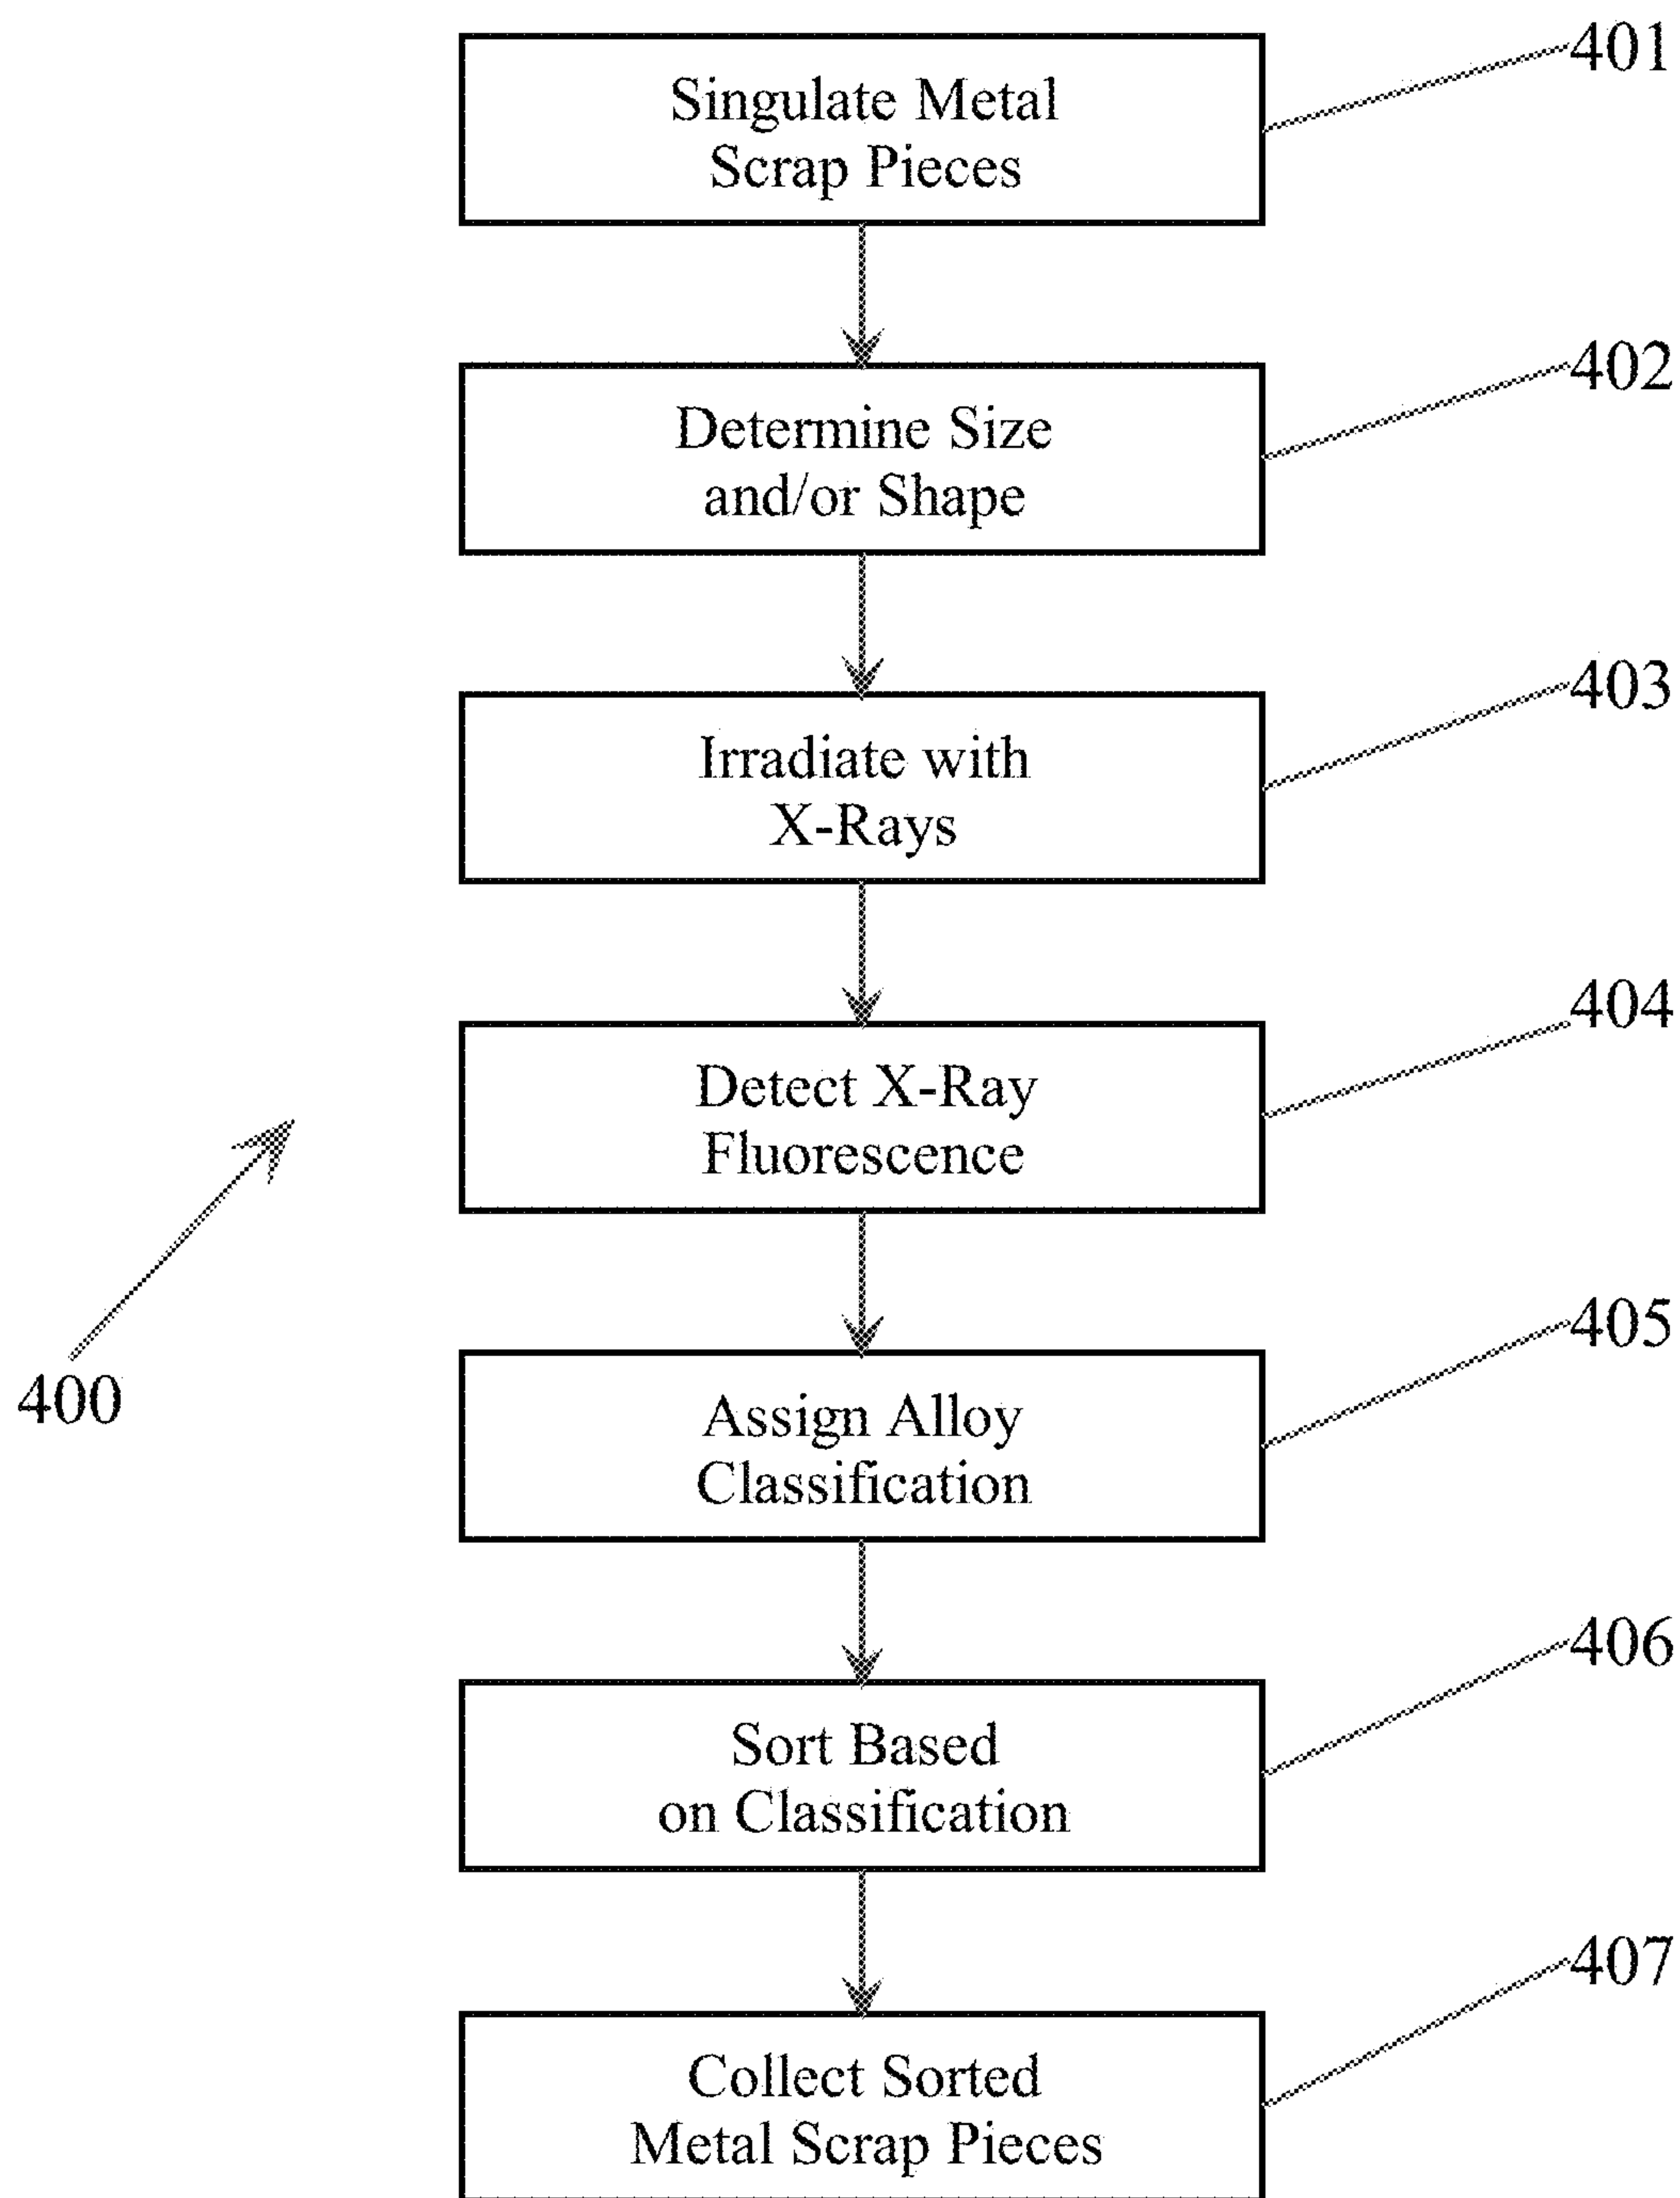 Singulate Metal
Scrap Pieces
401
Determine Size
and/or Shape
402
Irradiate with
X-Rays
403
Detect X-Ray
Fluorescence
404
400
Assign Alloy
Classification
405
Sort Based
on Classification
406
Collect Sorted
Metal Scrap Pieces
407